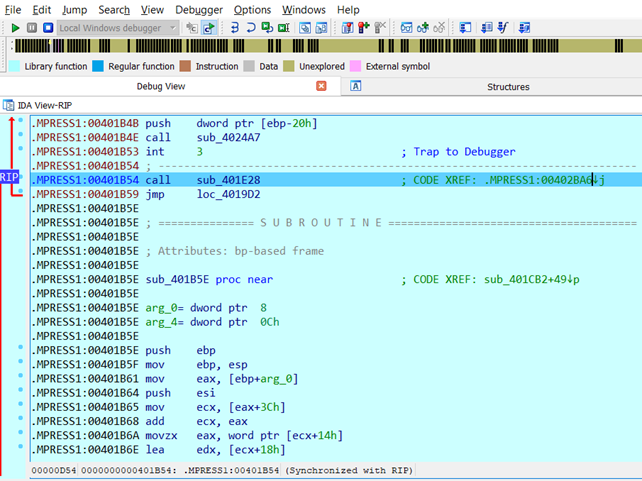 File Edit Jump Search View Debugger Options Windows Help
Local Windows debugger
Library function Regular function Instruction Data Unexplored External symbol
Debug View Structures
IDA View-RIP
.MPRESS1:00401B4B push dword ptr [ebp-20h]
.MPRESS1:00401B4E call sub_4024A7
.MPRESS1:00401B53 int 3 ; Trap to Debugger
.MPRESS1:00401B54 ; ---------------------------------------------------------------------------
RIP .MPRESS1:00401B54 call sub_401E28 ; CODE XREF: .MPRESS1:00402BA6↓j
.MPRESS1:00401B59 jmp loc_4019D2
.MPRESS1:00401B5E
.MPRESS1:00401B5E ; =============== S U B R O U T I N E =======================================
.MPRESS1:00401B5E
.MPRESS1:00401B5E ; Attributes: bp-based frame
.MPRESS1:00401B5E
.MPRESS1:00401B5E sub_401B5E proc near ; CODE XREF: sub_401CB2+49↓p
.MPRESS1:00401B5E
.MPRESS1:00401B5E arg_0= dword ptr 8
.MPRESS1:00401B5E arg_4= dword ptr 0Ch
.MPRESS1:00401B5E
.MPRESS1:00401B5E push ebp
.MPRESS1:00401B5F mov ebp, esp
.MPRESS1:00401B61 mov eax, [ebp+arg_0]
.MPRESS1:00401B64 push esi
.MPRESS1:00401B65 mov ecx, [eax+3Ch]
.MPRESS1:00401B68 add ecx, eax
.MPRESS1:00401B6A movzx eax, word ptr [ecx+14h]
.MPRESS1:00401B6E lea edx, [ecx+18h]
00000D54 0000000000401B54: .MPRESS1:00401B54 (Synchronized with RIP)